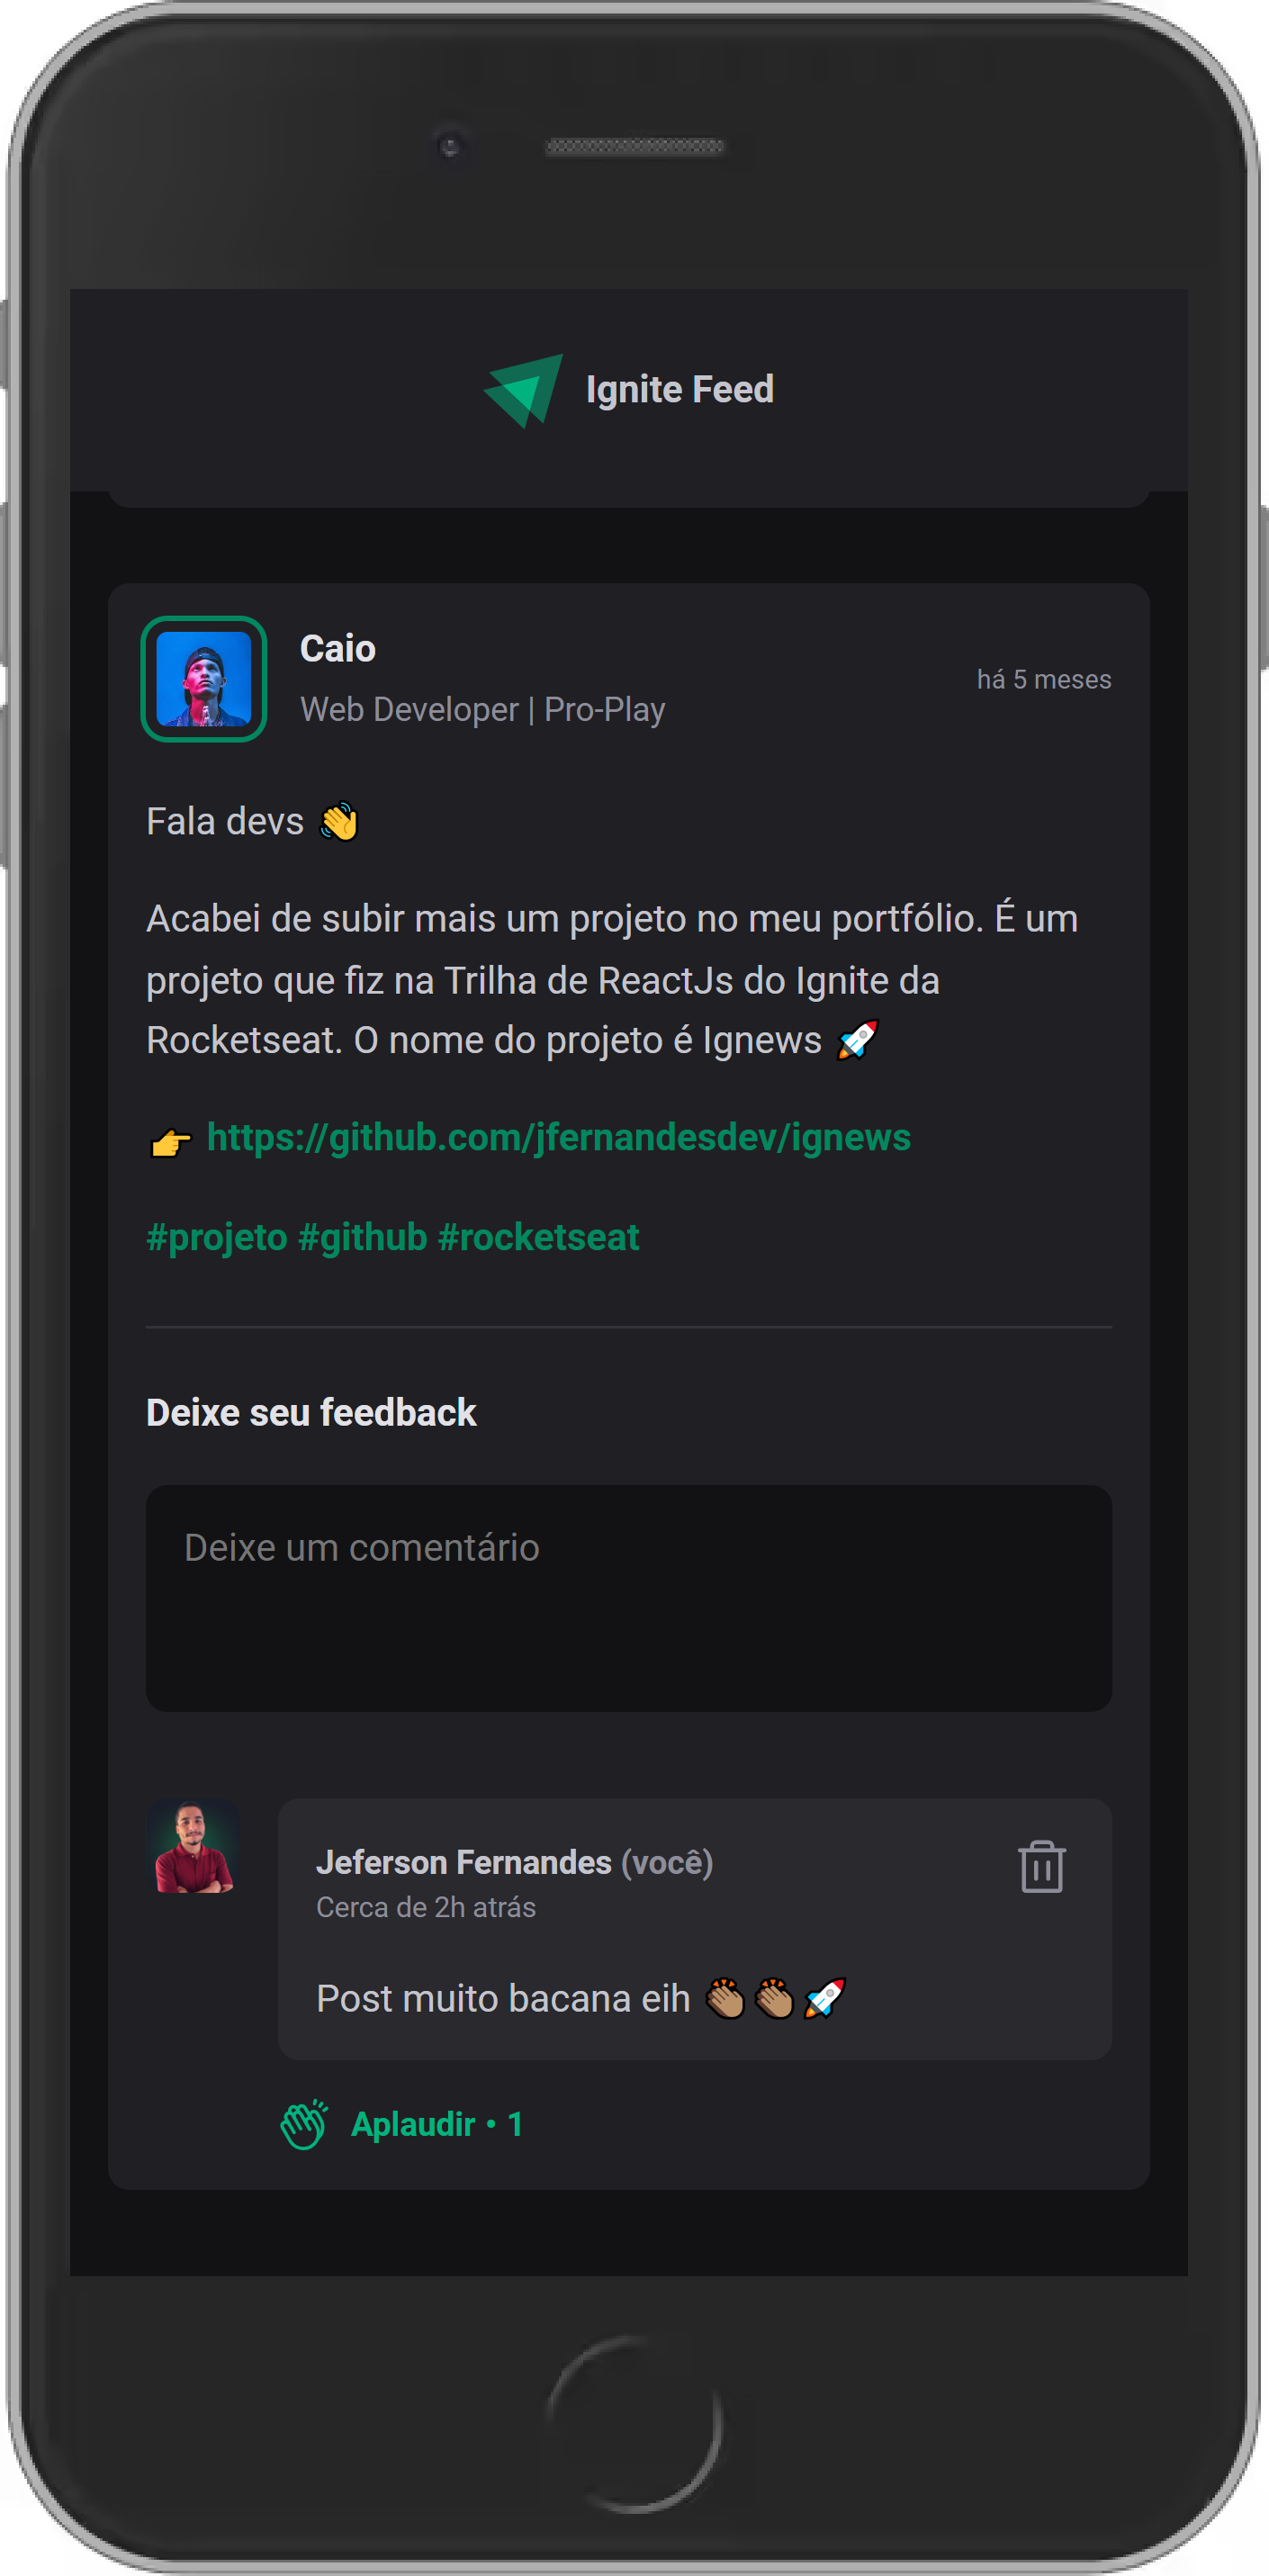 Ignite Feed
Caio
Web Developer | Pro-Play
há 5 meses
Fala devs 👋
Acabei de subir mais um projeto no meu portfólio. É um
projeto que fiz na Trilha de ReactJs do Ignite da
Rocketseat. O nome do projeto é Ignews 🚀
👉 https://github.com/jfernandesdev/ignews
#projeto #github #rocketseat
Deixe seu feedback
Deixe um comentário
Jeferson Fernandes (você)
Cerca de 2h atrás
Post muito bacana eih 👏🏽👏🏽🚀
Aplaudir • 1